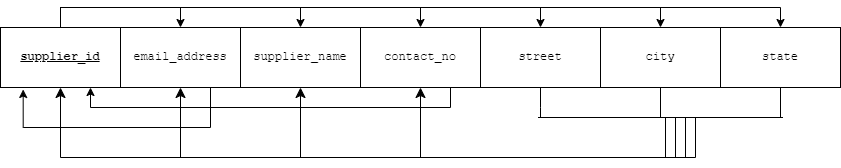 supplier_id email_address supplier_name contact_no street city state